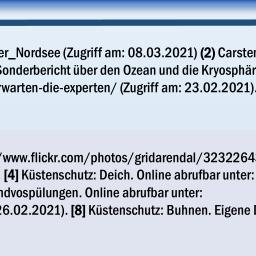 er_Nordsee (Zugriff am: 08.03.2021) (2) Carsten
Sonderbericht über den Ozean und die Kryosphär
rwarten-die-experten/ (Zugriff am: 23.02.2021).
/www.flickr.com/photos/gridarendal/3232264
[4] Küstenschutz: Deich. Online abrufbar unter:
ndvospülungen. Online abrufbar unter:
26.02.2021). [8] Küstenschutz: Buhnen. Eigene D